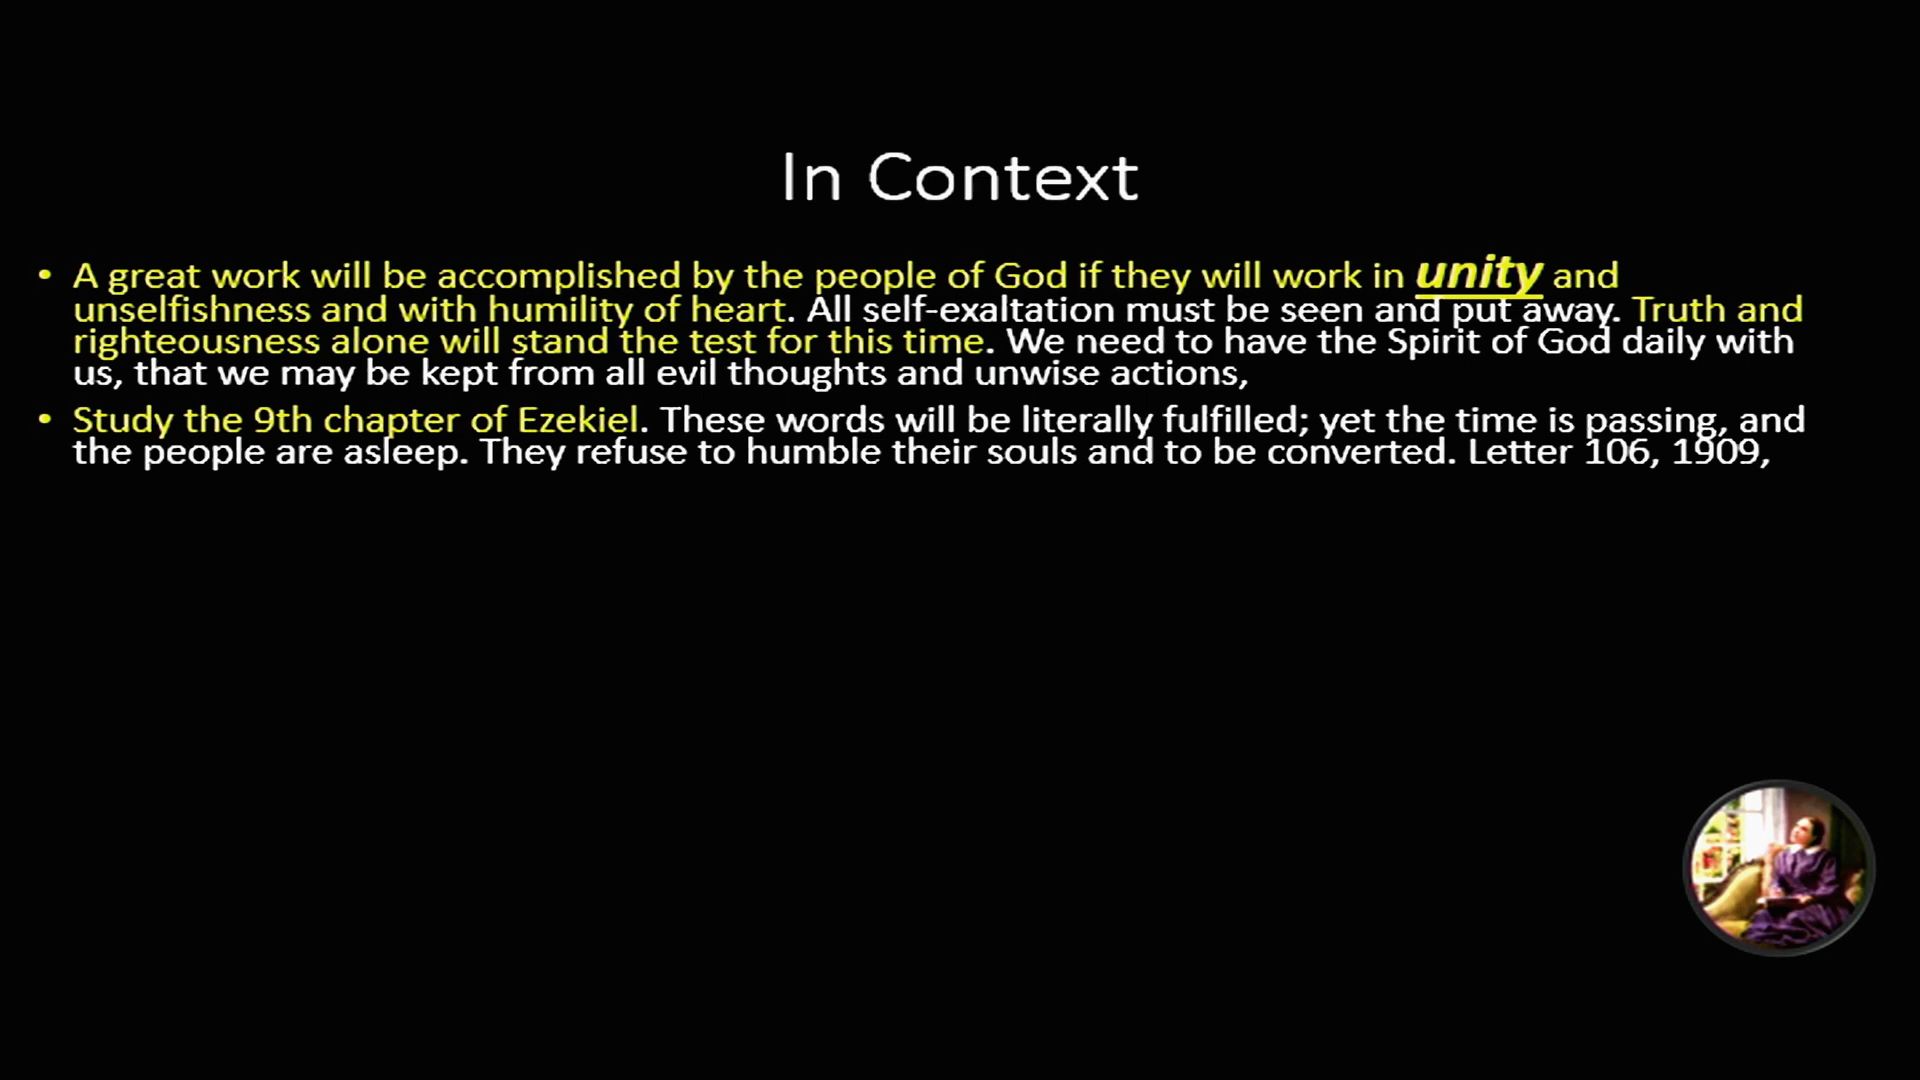 In Context
• A great work will be accomplished by the people of God if they will work in unity and
unselfishness and with humility of heart. All self-exaltation must be seen and put away. Truth and
righteousness alone will stand the test for this time. We need to have the Spirit of God daily with
us, that we may be kept from all evil thoughts and unwise actions,
• Study the 9th chapter of Ezekiel. These words will be literally fulfilled; yet the time is passing, and
the people are asleep. They refuse to humble their souls and to be converted. Letter 106, 1909,